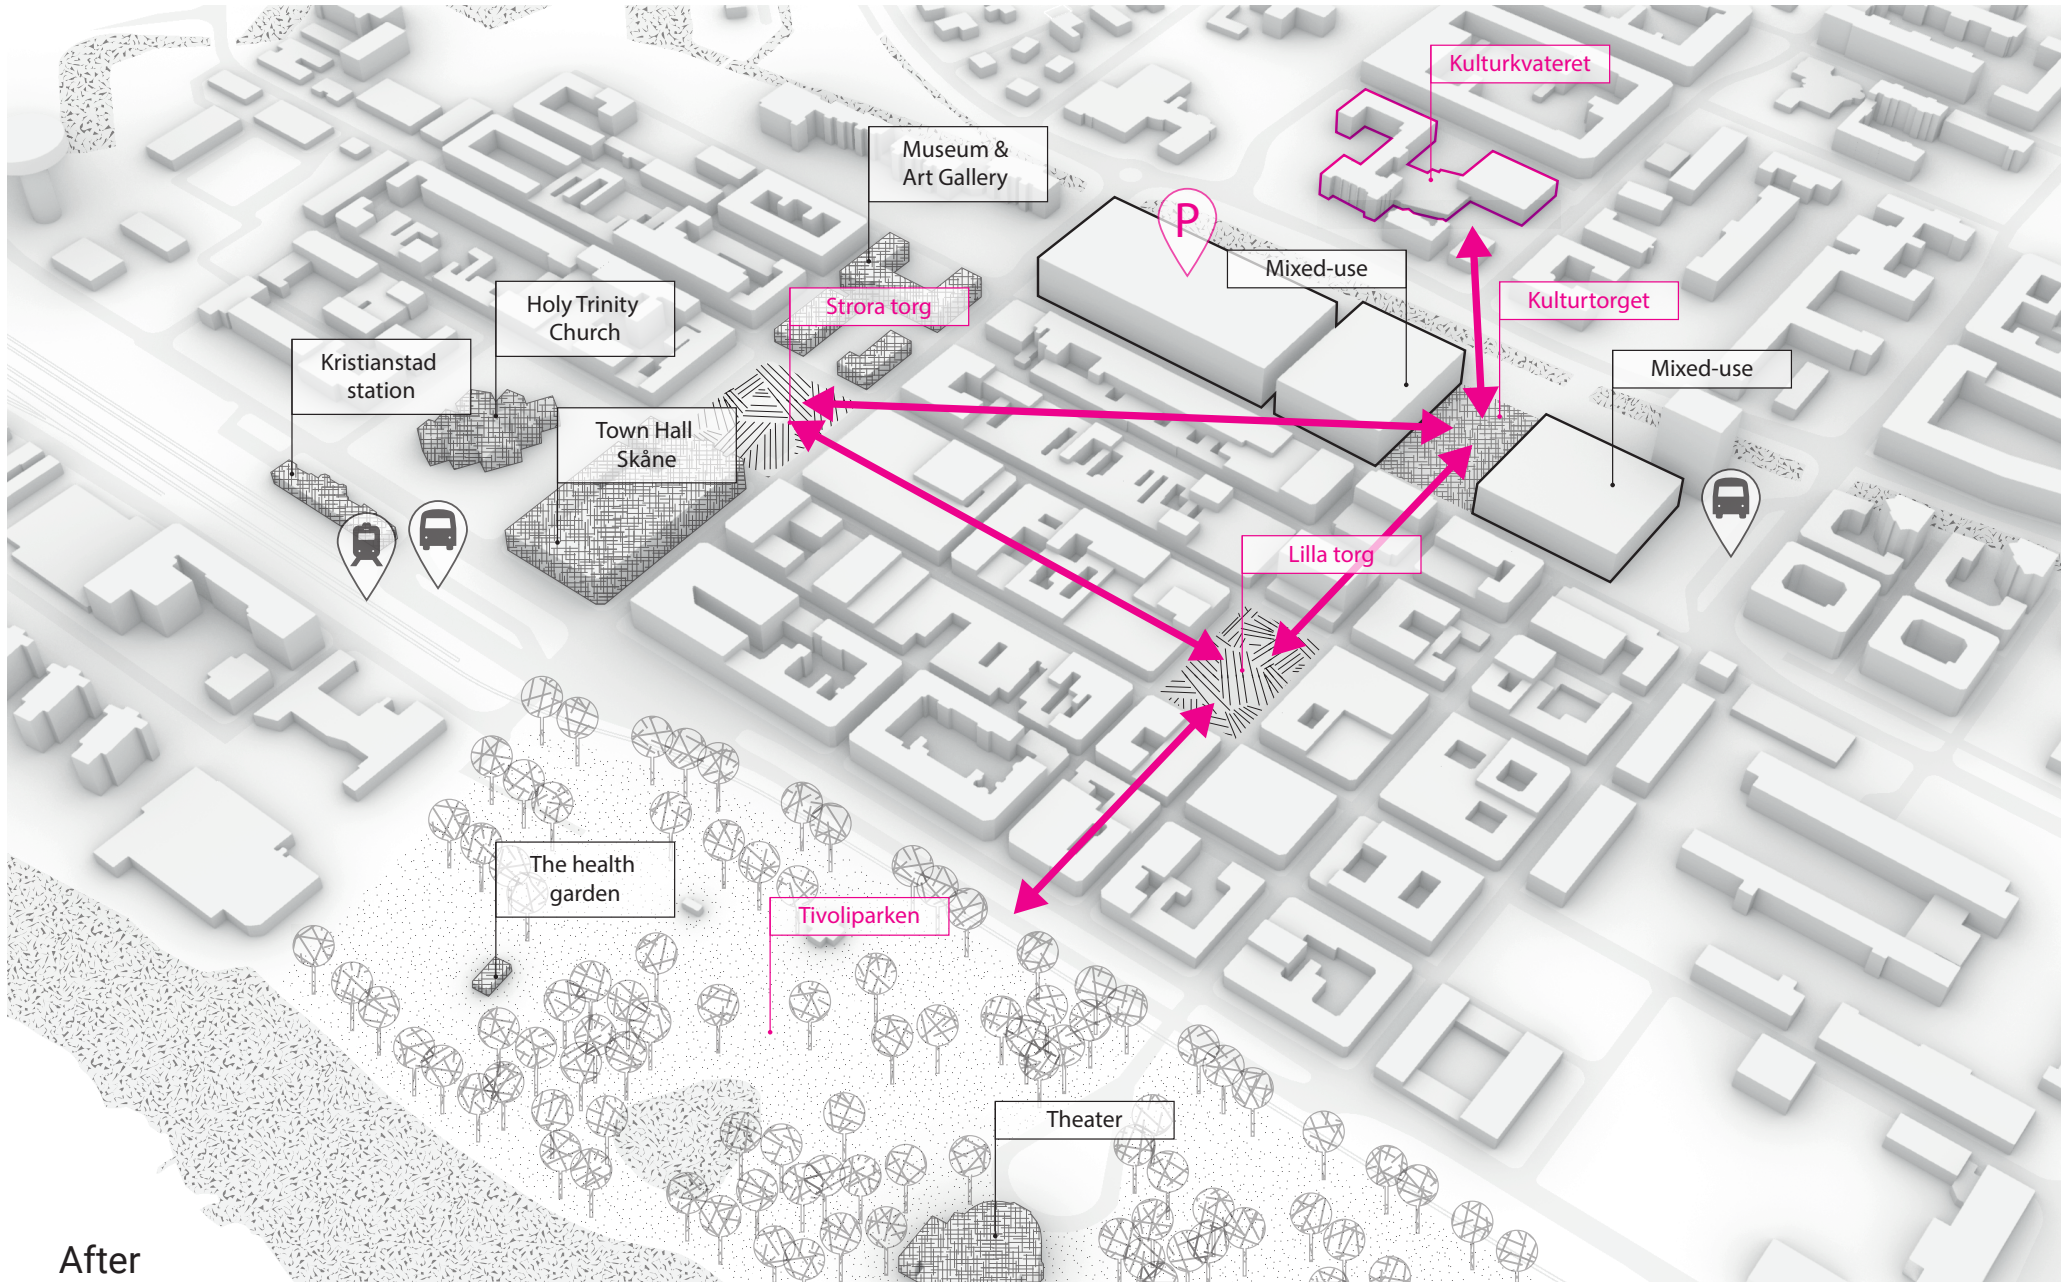 Kulturkvateret
Museum &
Art Gallery
P
Mixed-use
Holy Trinity
Church
Strora torg
Kulturtorget
Kristianstad
station
Mixed-use
Town Hall
Skåne
Lilla torg
The health
garden
Tivoliparken
Theater
After